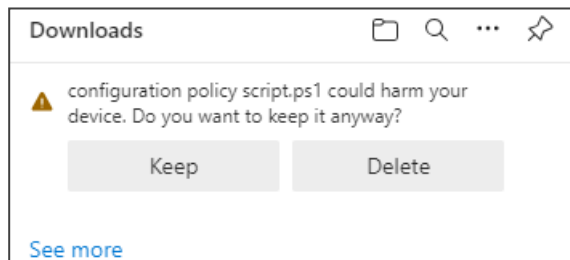 Downloads
configuration policy script.ps1 could harm your
device. Do you want to keep it anyway?
Keep
Delete
See more